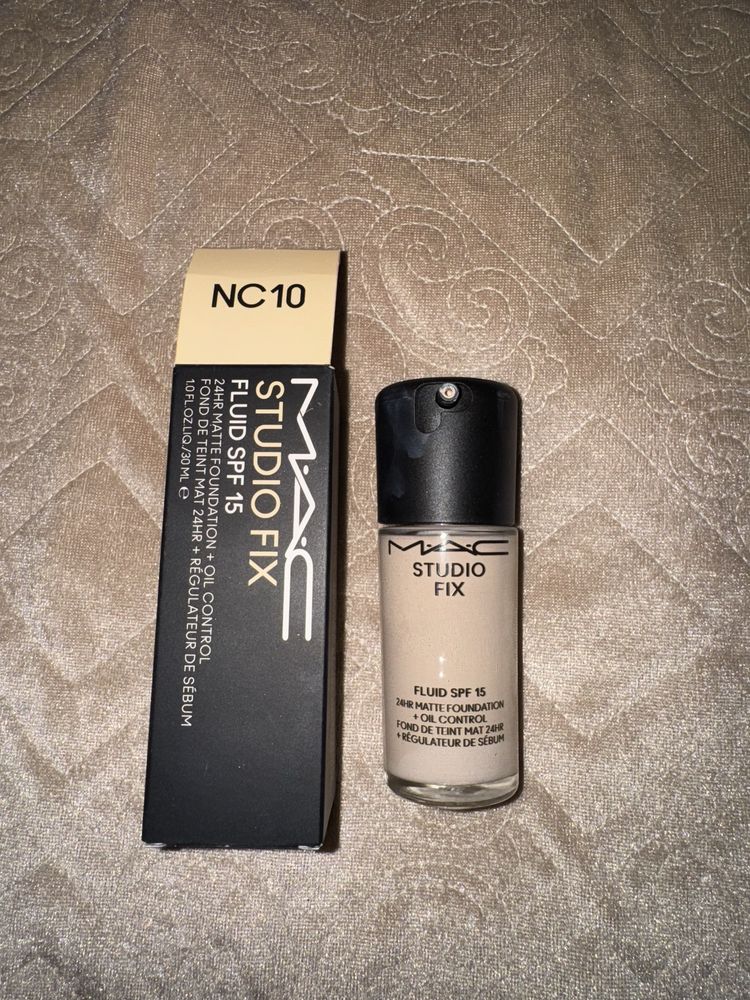 NC10
M·A·C
STUDIO FIX
FLUID SPF 15
24HR MATTE FOUNDATION + OIL CONTROL
FOND DE TEINT MAT 24HR + RÉGULATEUR DE SÉBUM
1.0 FL.OZ.LIQ./30 ML ℮
M·A·C
STUDIO
FIX
FLUID SPF 15
24HR MATTE FOUNDATION
+ OIL CONTROL
FOND DE TEINT MAT 24HR
+ RÉGULATEUR DE SÉBUM